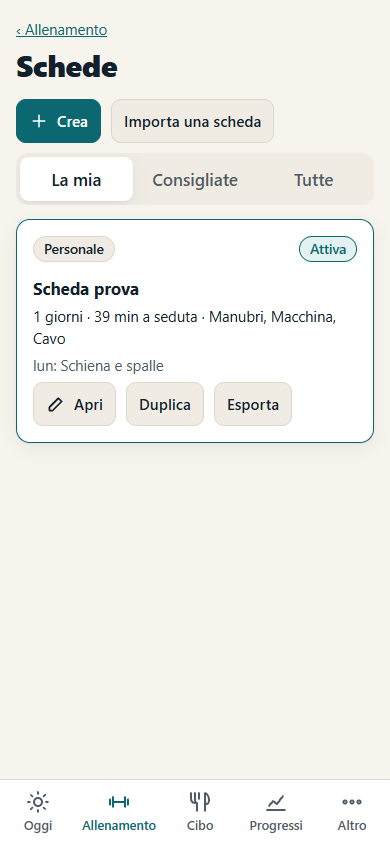 ‹ Allenamento
Schede
Crea
Importa una scheda
La mia
Consigliate
Tutte
Personale
Attiva
Scheda prova
1 giorni · 39 min a seduta · Manubri, Macchina,
Cavo
lun: Schiena e spalle
Apri
Duplica
Esporta
Oggi
Allenamento
Cibo
Progressi
Altro